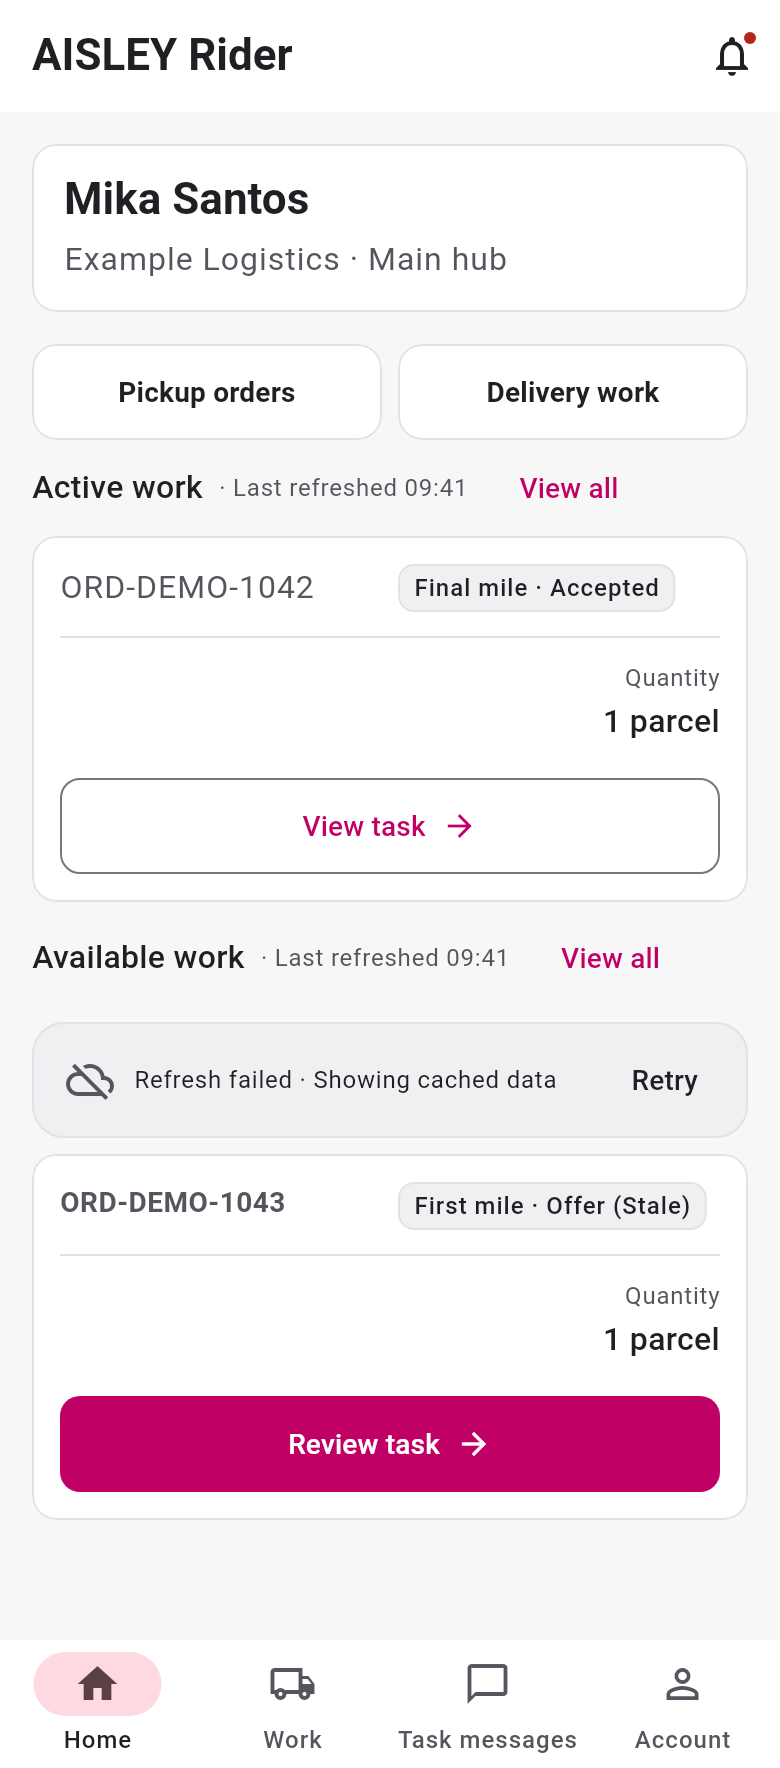 AISLEY Rider
Mika Santos
Example Logistics · Main hub
Pickup orders
Delivery work
Active work · Last refreshed 09:41 View all
ORD-DEMO-1042
Final mile · Accepted
Quantity
1 parcel
View task →
Available work · Last refreshed 09:41 View all
Refresh failed · Showing cached data Retry
ORD-DEMO-1043
First mile · Offer (Stale)
Quantity
1 parcel
Review task →
Home
Work
Task messages
Account